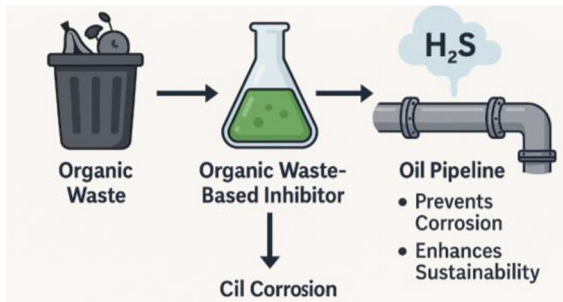 H₂S
Organic
Waste
Organic Waste-
Based Inhibitor
Oil Pipeline
• Prevents
Corrosion
• Enhances
Sustainability
Cil Corrosion